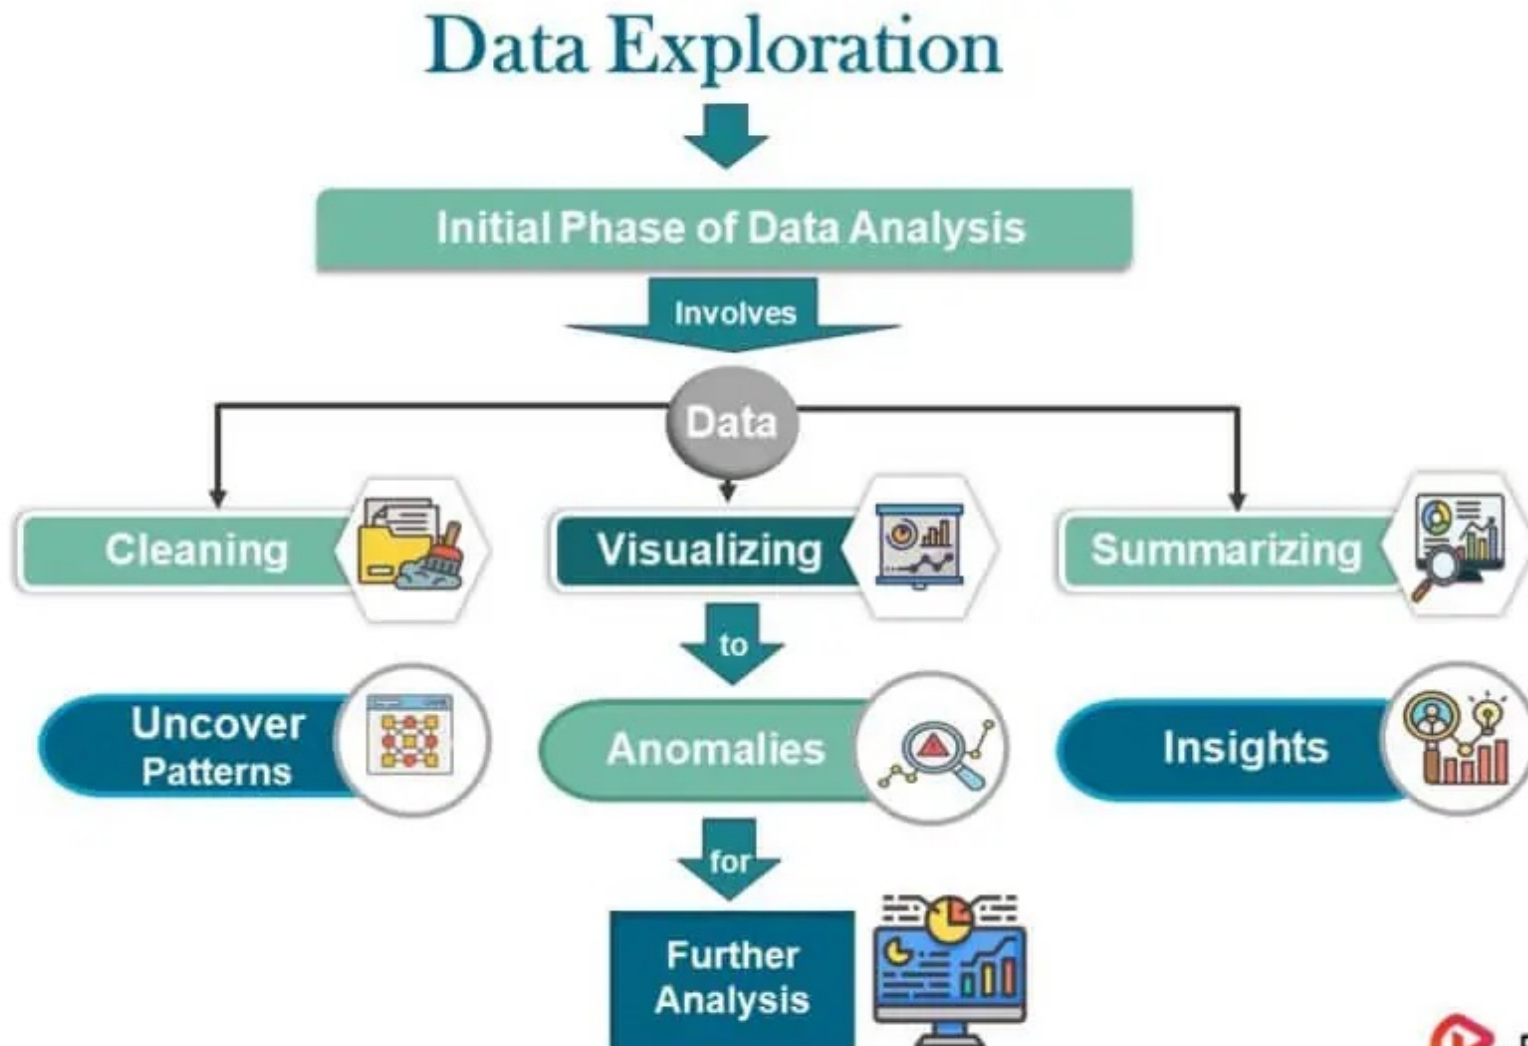 Data Exploration
Initial Phase of Data Analysis
Involves
Data
Cleaning
Visualizing
Summarizing
to
Uncover
Patterns
Anomalies
Insights
for
Further
Analysis